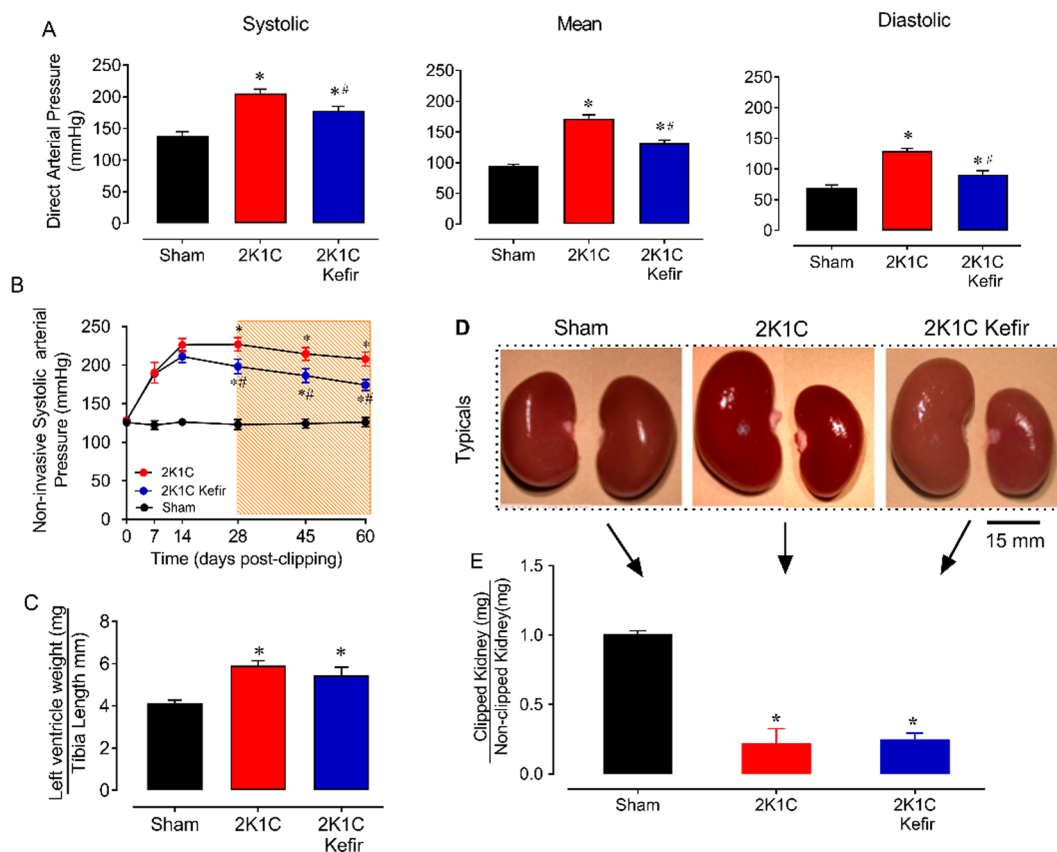 A
Systolic
Mean
Diastolic
Direct Arterial Pressure
(mmHg)
250
200
150
100
50
0
*
*#
Sham
2K1C
2K1C
Kefir
250
200
150
100
50
0
*
*#
Sham
2K1C
2K1C
Kefir
250
200
150
100
50
0
*
*#
Sham
2K1C
2K1C
Kefir
B
Non-invasive Systolic arterial
Pressure (mmHg)
250
200
150
100
50
0
*
*
*
*#
*#
*#
2K1C
2K1C Kefir
Sham
0 7 14 28 45 60
Time (days post-clipping)
C
Left ventricle weight (mg
Tibia Length mm)
8
6
4
2
0
*
*
Sham
2K1C
2K1C
Kefir
D
Sham
2K1C
2K1C Kefir
Typicals
15 mm
E
Clipped Kidney (mg)
Non-clipped Kidney(mg)
1.5
1.0
0.5
0.0
*
*
Sham
2K1C
2K1C
Kefir